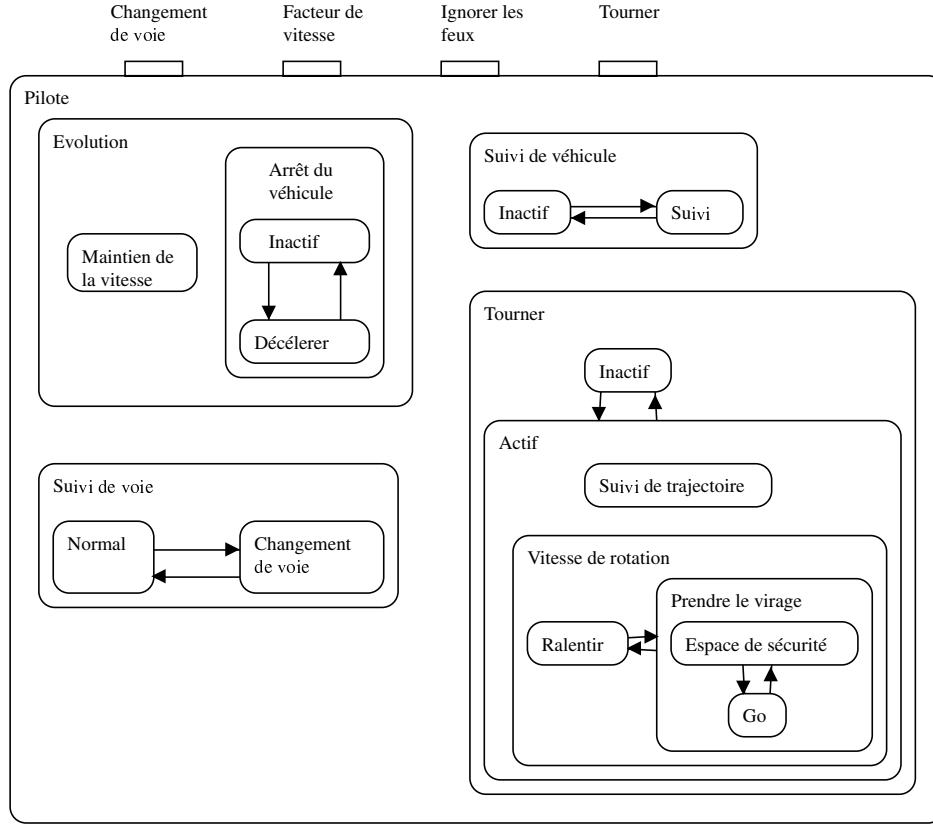 Changement
de voie
Facteur de
vitesse
Ignorer les
feux
Tourner
Pilote
Evolution
Arrêt du
véhicule
Inactif
Maintien de
la vitesse
Décélerer
Suivi de véhicule
Inactif
Suivi
Tourner
Inactif
Actif
Suivi de trajectoire
Suivi de voie
Normal
Changement
de voie
Vitesse de rotation
Prendre le virage
Ralentir
Espace de sécurité
Go